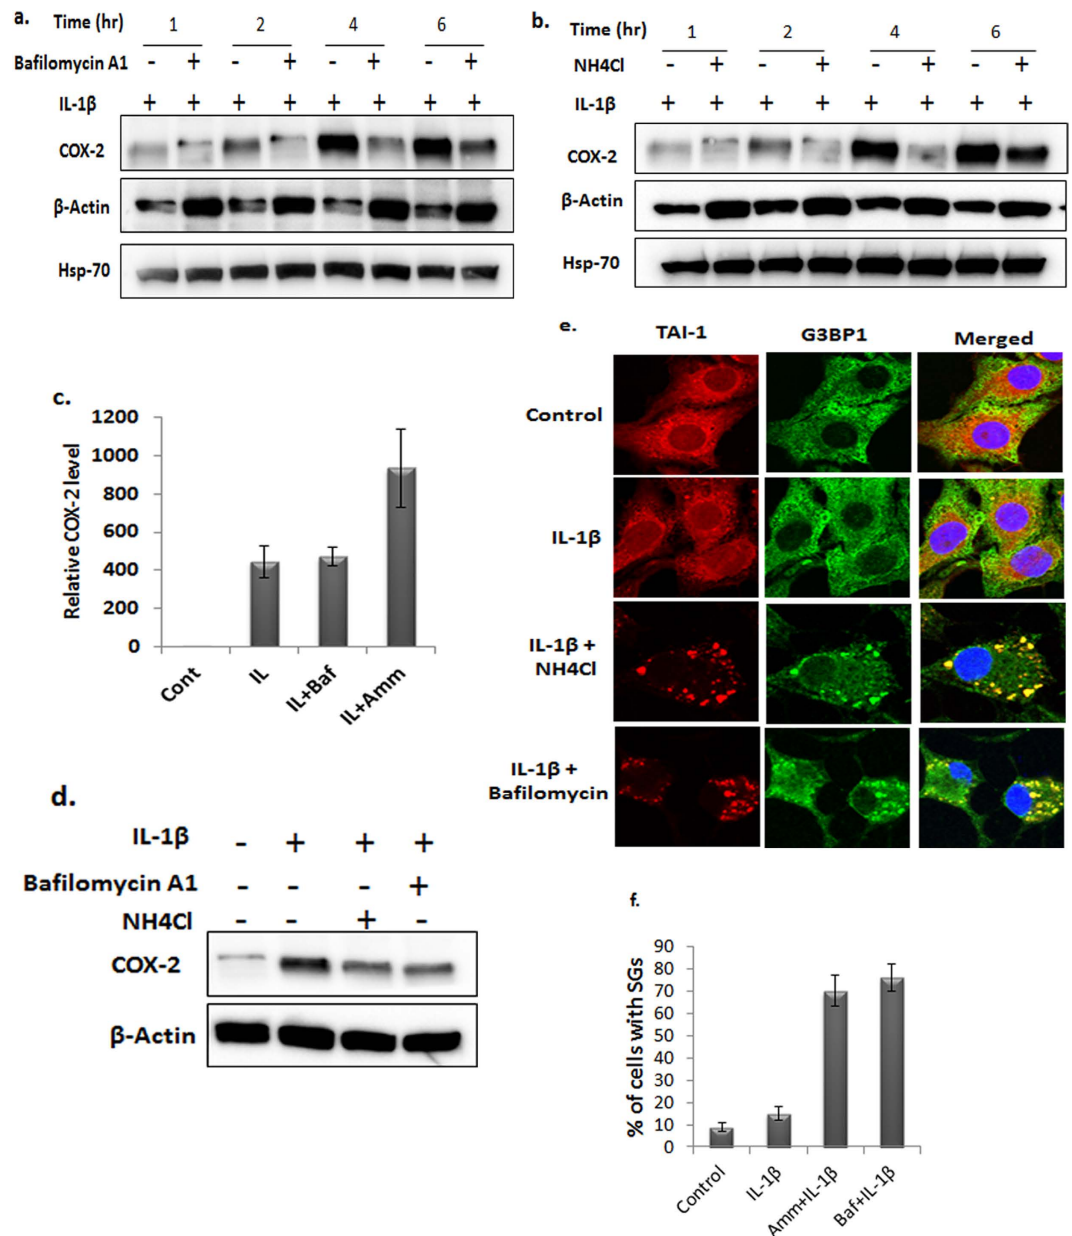 a.
Time (hr) 1 2 4 6
Bafilomycin A1 - + - + - + - +
IL-1β + + + + + + + +
COX-2
β-Actin
Hsp-70
b.
Time (hr) 1 2 4 6
NH4Cl - + - + - + - +
IL-1β + + + + + + + +
COX-2
β-Actin
Hsp-70
c.
Relative COX-2 level
1200
1000
800
600
400
200
0
Cont IL IL+Baf IL+Amm
d.
IL-1β - + + +
Bafilomycin A1 - - - +
NH4Cl - - + -
COX-2
β-Actin
e.
TAI-1 G3BP1 Merged
Control
IL-1β
IL-1β +
NH4Cl
IL-1β +
Bafilomycin
f.
% of cells with SGs
90
80
70
60
50
40
30
20
10
0
Control IL-1β Amm+IL-1β Baf+IL-1β